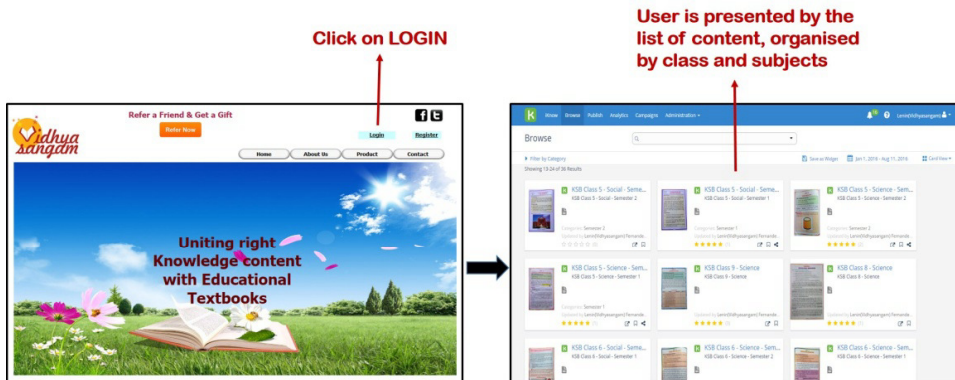 Click on LOGIN
User is presented by the
list of content, organised
by class and subjects
Refer a Friend & Get a Gift
Refer Now
Vidhya
sangam
Login Register
Home About Us Product Contact
Uniting right
Knowledge content
with Educational
Textbooks
Home Browse Publish Analytics Campaigns Administration
Browse
Filter by Category
Save as Widget Jan 1, 2016 - Aug 11, 2016 Card View
Showing 13-24 of 36 Results
KSB Class 5 - Social - Seme...
KSB Class 5 - Social - Semester 2
Categories: Semester 2
KSB Class 5 - Social - Seme...
KSB Class 5 - Social - Semester 1
Categories: Semester 1
KSB Class 5 - Science - Sem...
KSB Class 5 - Science - Semester 2
Categories: Semester 2
KSB Class 5 - Science - Sem...
KSB Class 5 - Science - Semester 1
Categories: Semester 1
KSB Class 9 - Science
KSB Class 9 - Science
KSB Class 8 - Science
KSB Class 8 - Science
KSB Class 6 - Social - Seme...
KSB Class 6 - Social - Semester 1
KSB Class 6 - Science - Sem...
KSB Class 6 - Science - Semester 2
KSB Class 6 - Science - Sem...
KSB Class 6 - Science - Semester 1